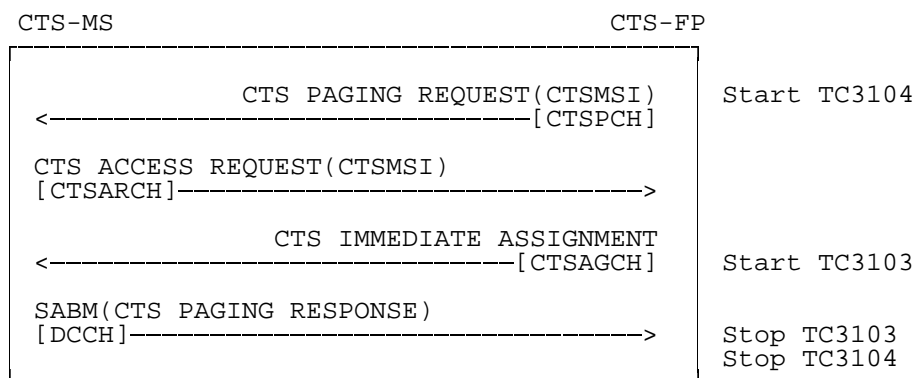 CTS-MS CTS-FP
CTS PAGING REQUEST(CTSMSI) Start TC3104
<------------------------------[CTSPCH]
CTS ACCESS REQUEST(CTSMSI)
[CTSARCH]----------------------------->
CTS IMMEDIATE ASSIGNMENT
<-----------------------------[CTSAGCH] Start TC3103
SABM(CTS PAGING RESPONSE)
[DCCH]--------------------------------> Stop TC3103
Stop TC3104